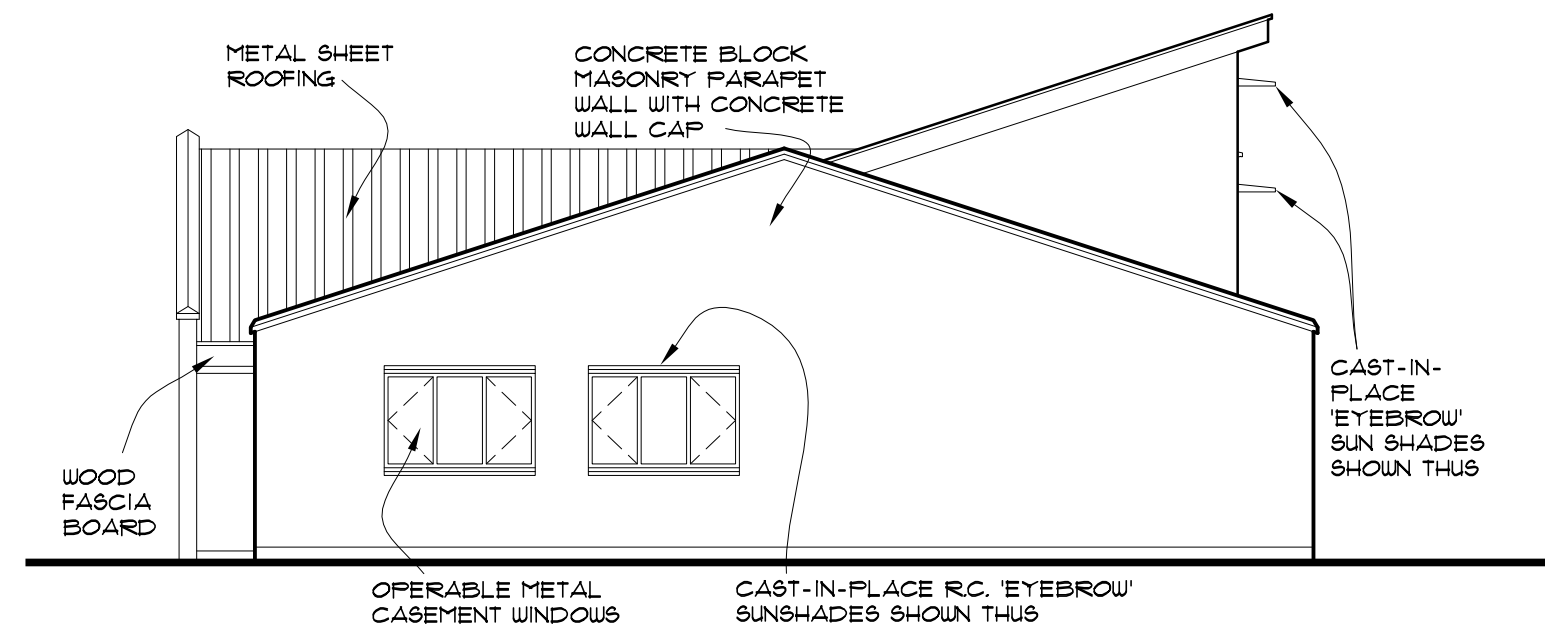 METAL SHEET
ROOFING
CONCRETE BLOCK
MASONRY PARAPET
WALL WITH CONCRETE
WALL CAP
CAST-IN-
PLACE
'EYEBROW'
SUN SHADES
SHOWN THUS
WOOD
FASCIA
BOARD
OPERABLE METAL
CASEMENT WINDOWS
CAST-IN-PLACE R.C. 'EYEBROW'
SUNSHADES SHOWN THUS